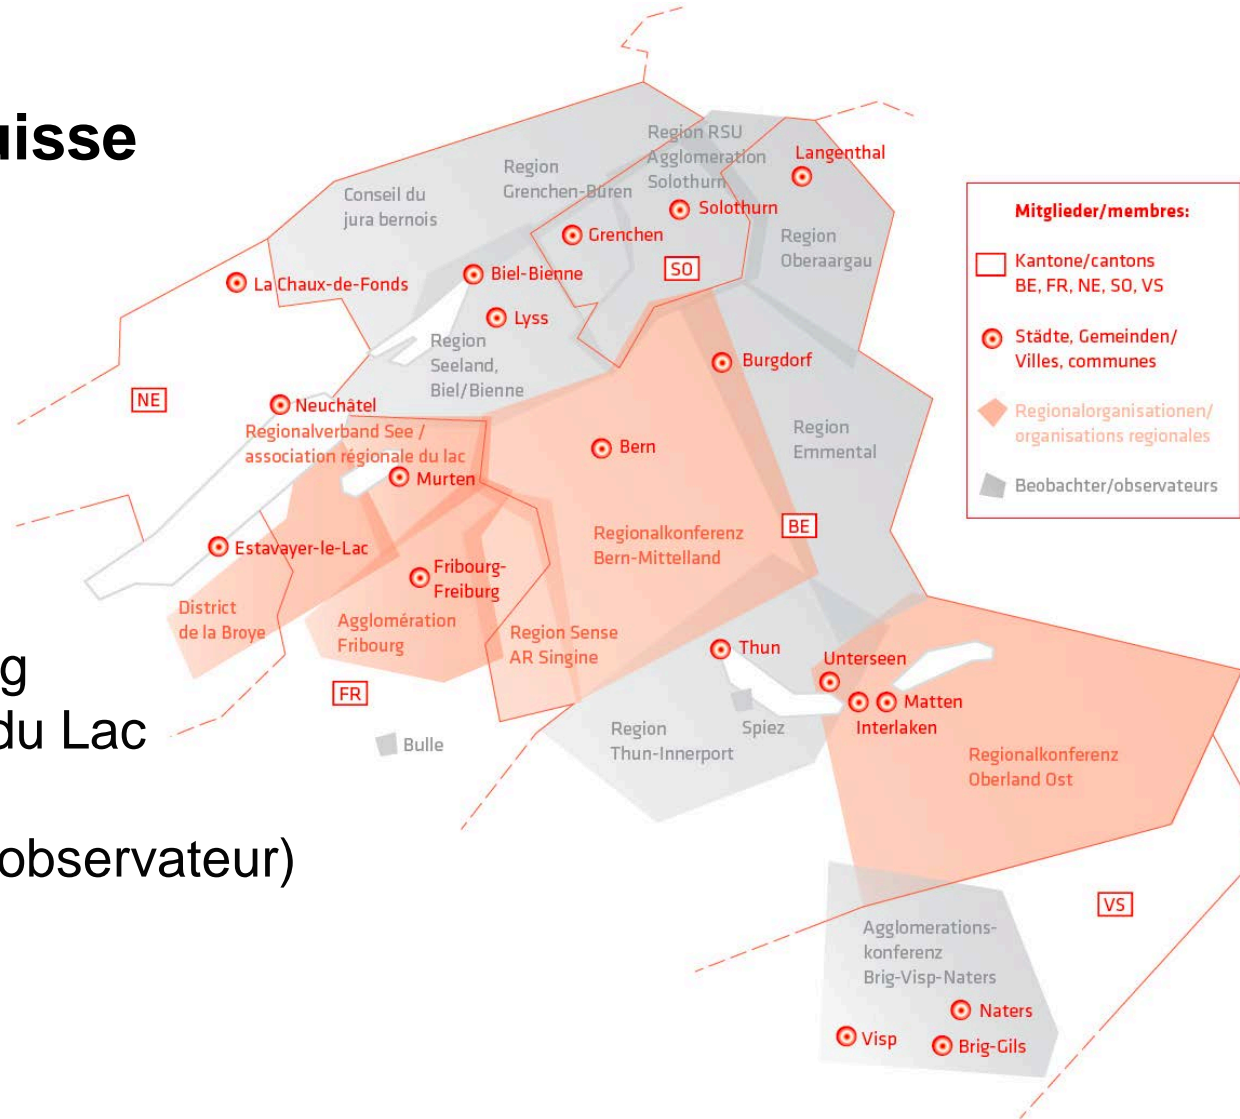 uisse
g
du Lac
observateur)
Region RSU
Agglomeration
Solothurn
Langenthal
Region
Grenchen-Büren
Conseil du
jura bernois
Solothurn
Grenchen
Region
Oberaargau
SO
La Chaux-de-Fonds
Biel-Bienne
Lyss
Region
Seeland,
Biel/Bienne
Burgdorf
NE
Neuchâtel
Regionalverband See /
association régionale du lac
Murten
Bern
Region
Emmental
BE
Regionalkonferenz
Bern-Mittelland
Estavayer-le-Lac
Fribourg-
Freiburg
District
de la Broye
Agglomération
Fribourg
Region Sense
AR Singine
FR
Bulle
Thun
Unterseen
Matten
Interlaken
Spiez
Region
Thun-Innerport
Regionalkonferenz
Oberland Ost
VS
Agglomerations-
konferenz
Brig-Visp-Naters
Naters
Visp
Brig-Gils
Mitglieder/membres:
Kantone/cantons
BE, FR, NE, SO, VS
Städte, Gemeinden/
Villes, communes
Regionalorganisationen/
organisations regionales
Beobachter/observateurs